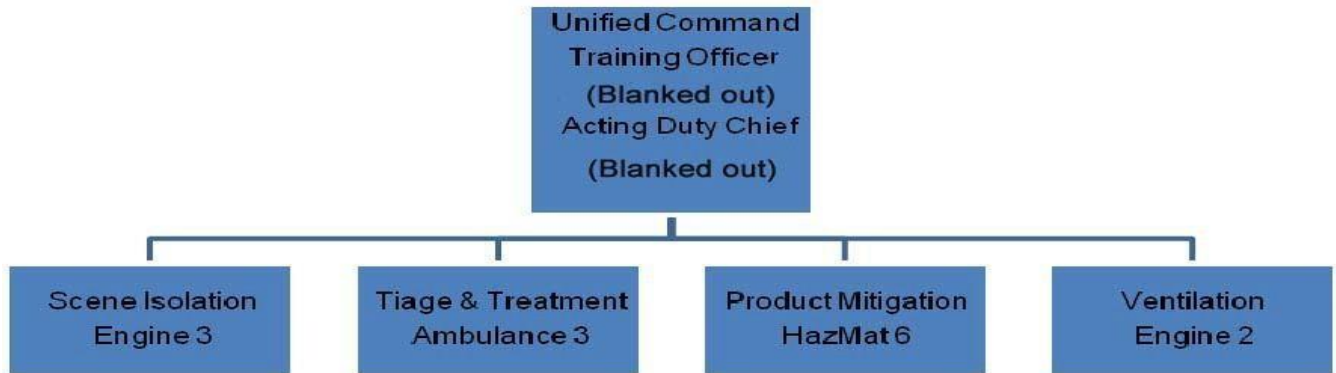 Unified Command
Training Officer
(Blanked out)
Acting Duty Chief
(Blanked out)
Scene Isolation
Engine 3
Tiage & Treatment
Ambulance 3
Product Mitigation
HazMat 6
Ventilation
Engine 2